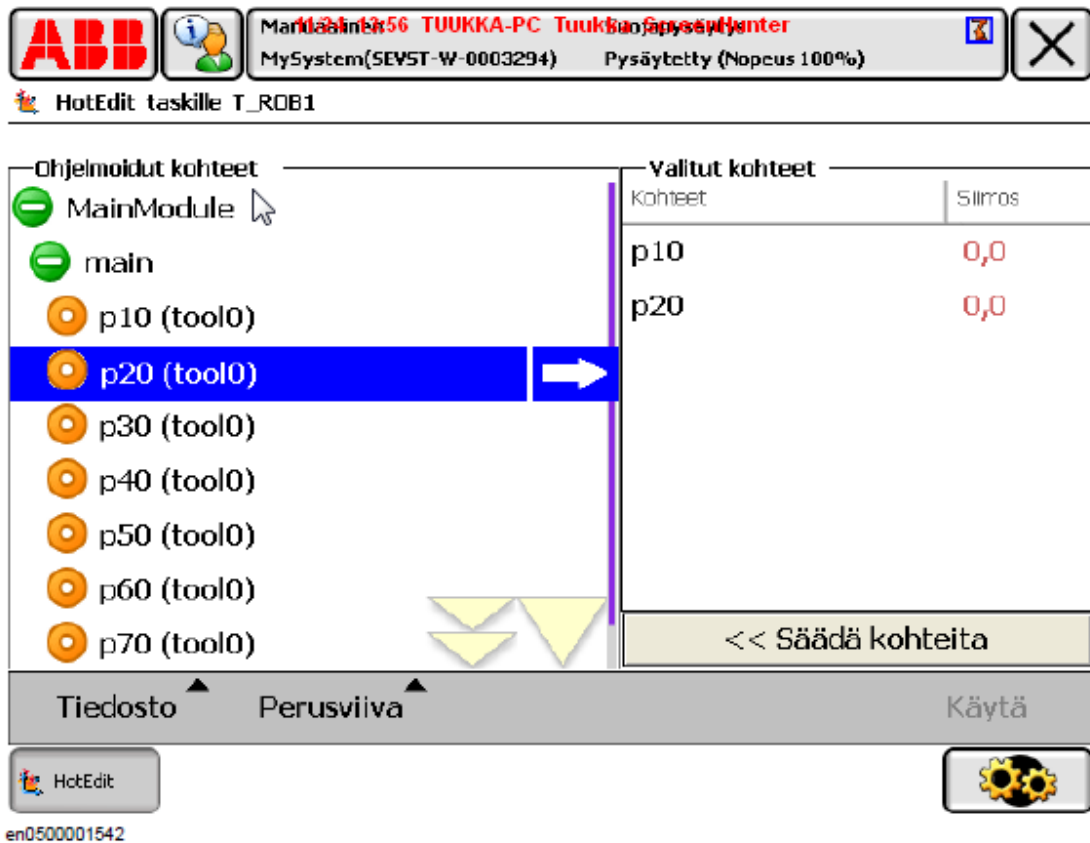 ABB
TUUKKA-PC
MySystem(SEVST-W-0003294) Pysäytetty (Nopeus 100%)
HotEdit taskille T_ROB1
Ohjelmoidut kohteet
MainModule
main
p10 (tool0)
p20 (tool0)
p30 (tool0)
p40 (tool0)
p50 (tool0)
p60 (tool0)
p70 (tool0)
Valitut kohteet
Kohteet Siirros
p10 0,0
p20 0,0
<< Säädä kohteita
Tiedosto Perusviiva Käytä
HotEdit
en0500001542